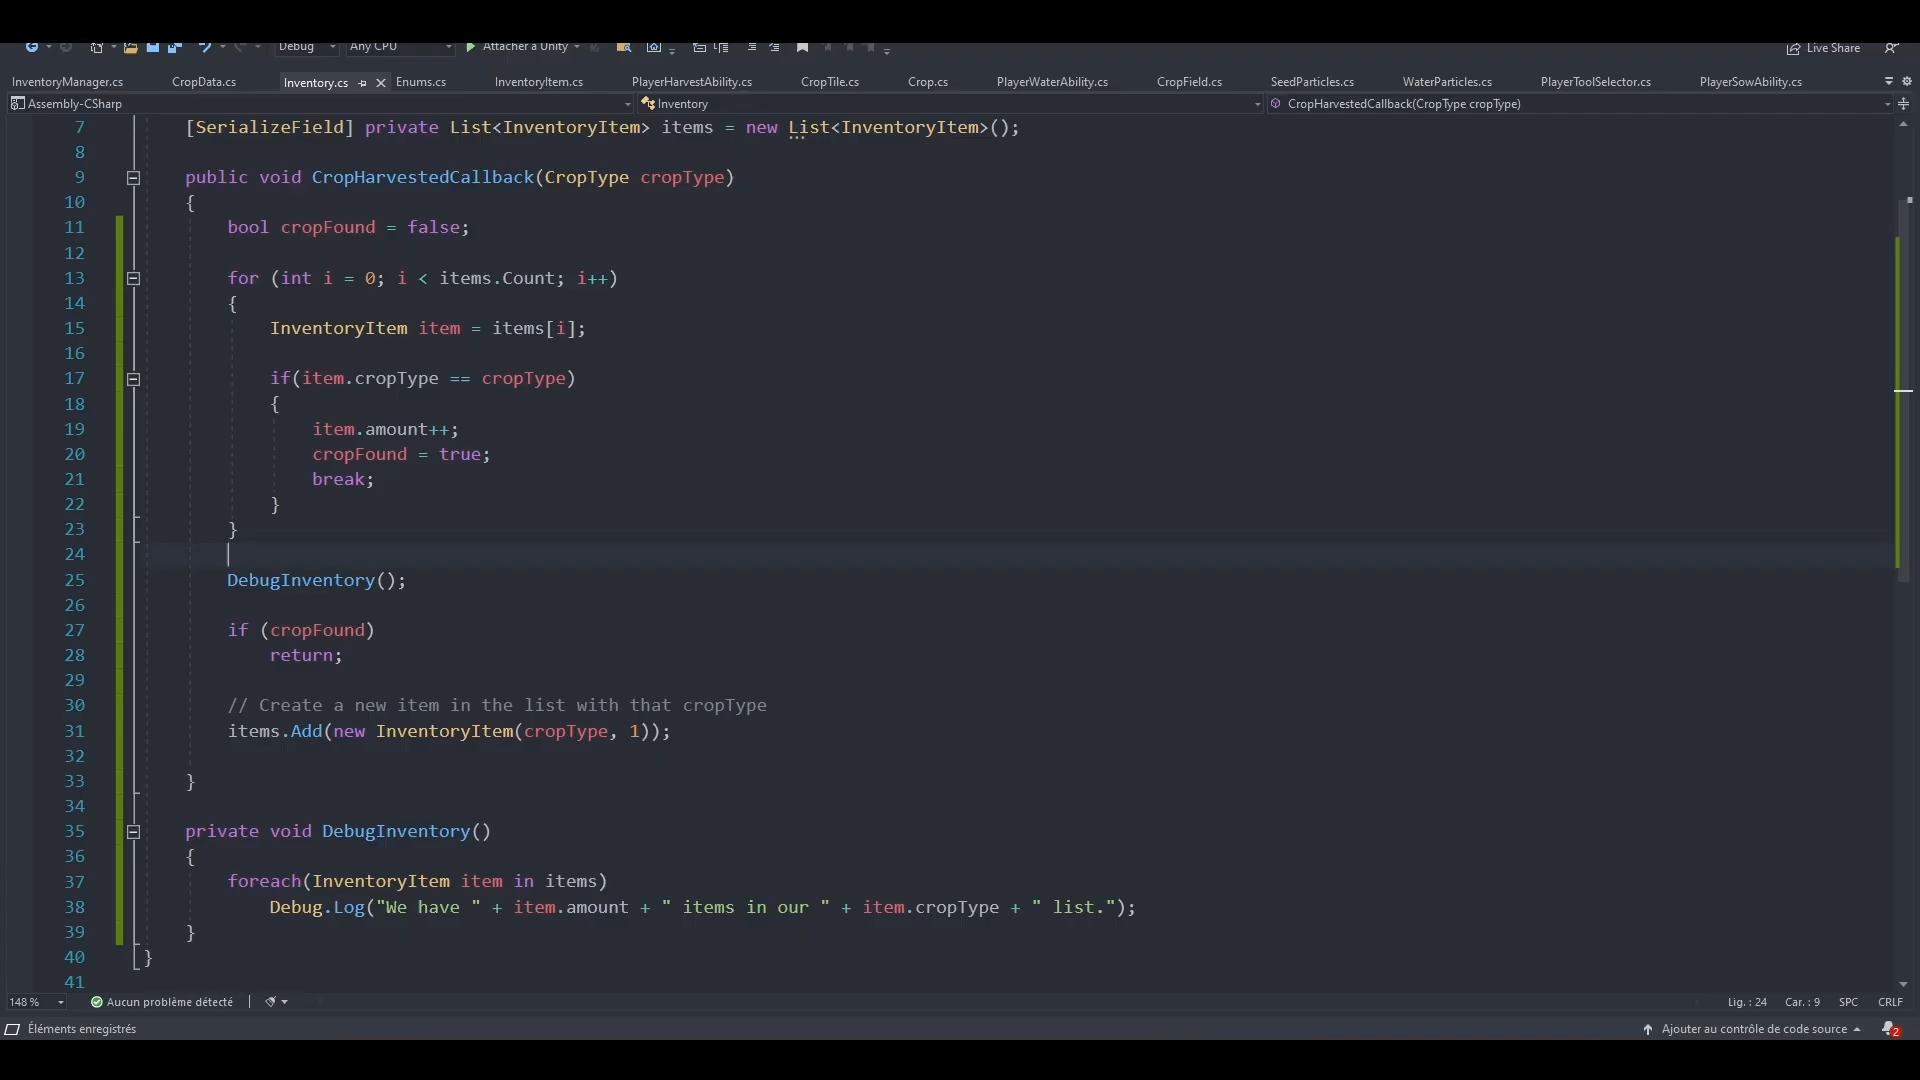 Debug Any CPU Attacher à Unity Live Share
InventoryManager.cs CropData.cs Inventory.cs Enums.cs InventoryItem.cs PlayerHarvestAbility.cs CropTile.cs Crop.cs PlayerWaterAbility.cs CropField.cs SeedParticles.cs WaterParticles.cs PlayerToolSelector.cs PlayerSowAbility.cs
Assembly-CSharp Inventory CropHarvestedCallback(CropType cropType)
7 [SerializeField] private List<InventoryItem> items = new List<InventoryItem>();
8
9 public void CropHarvestedCallback(CropType cropType)
10 {
11 bool cropFound = false;
12
13 for (int i = 0; i < items.Count; i++)
14 {
15 InventoryItem item = items[i];
16
17 if(item.cropType == cropType)
18 {
19 item.amount++;
20 cropFound = true;
21 break;
22 }
23 }
24
25 DebugInventory();
26
27 if (cropFound)
28 return;
29
30 // Create a new item in the list with that cropType
31 items.Add(new InventoryItem(cropType, 1));
32
33 }
34
35 private void DebugInventory()
36 {
37 foreach(InventoryItem item in items)
38 Debug.Log("We have " + item.amount + " items in our " + item.cropType + " list.");
39 }
40 }
41
148 % Aucun problème détecté Lig. : 24 Car. : 9 SPC CRLF
Éléments enregistrés Ajouter au contrôle de code source 2